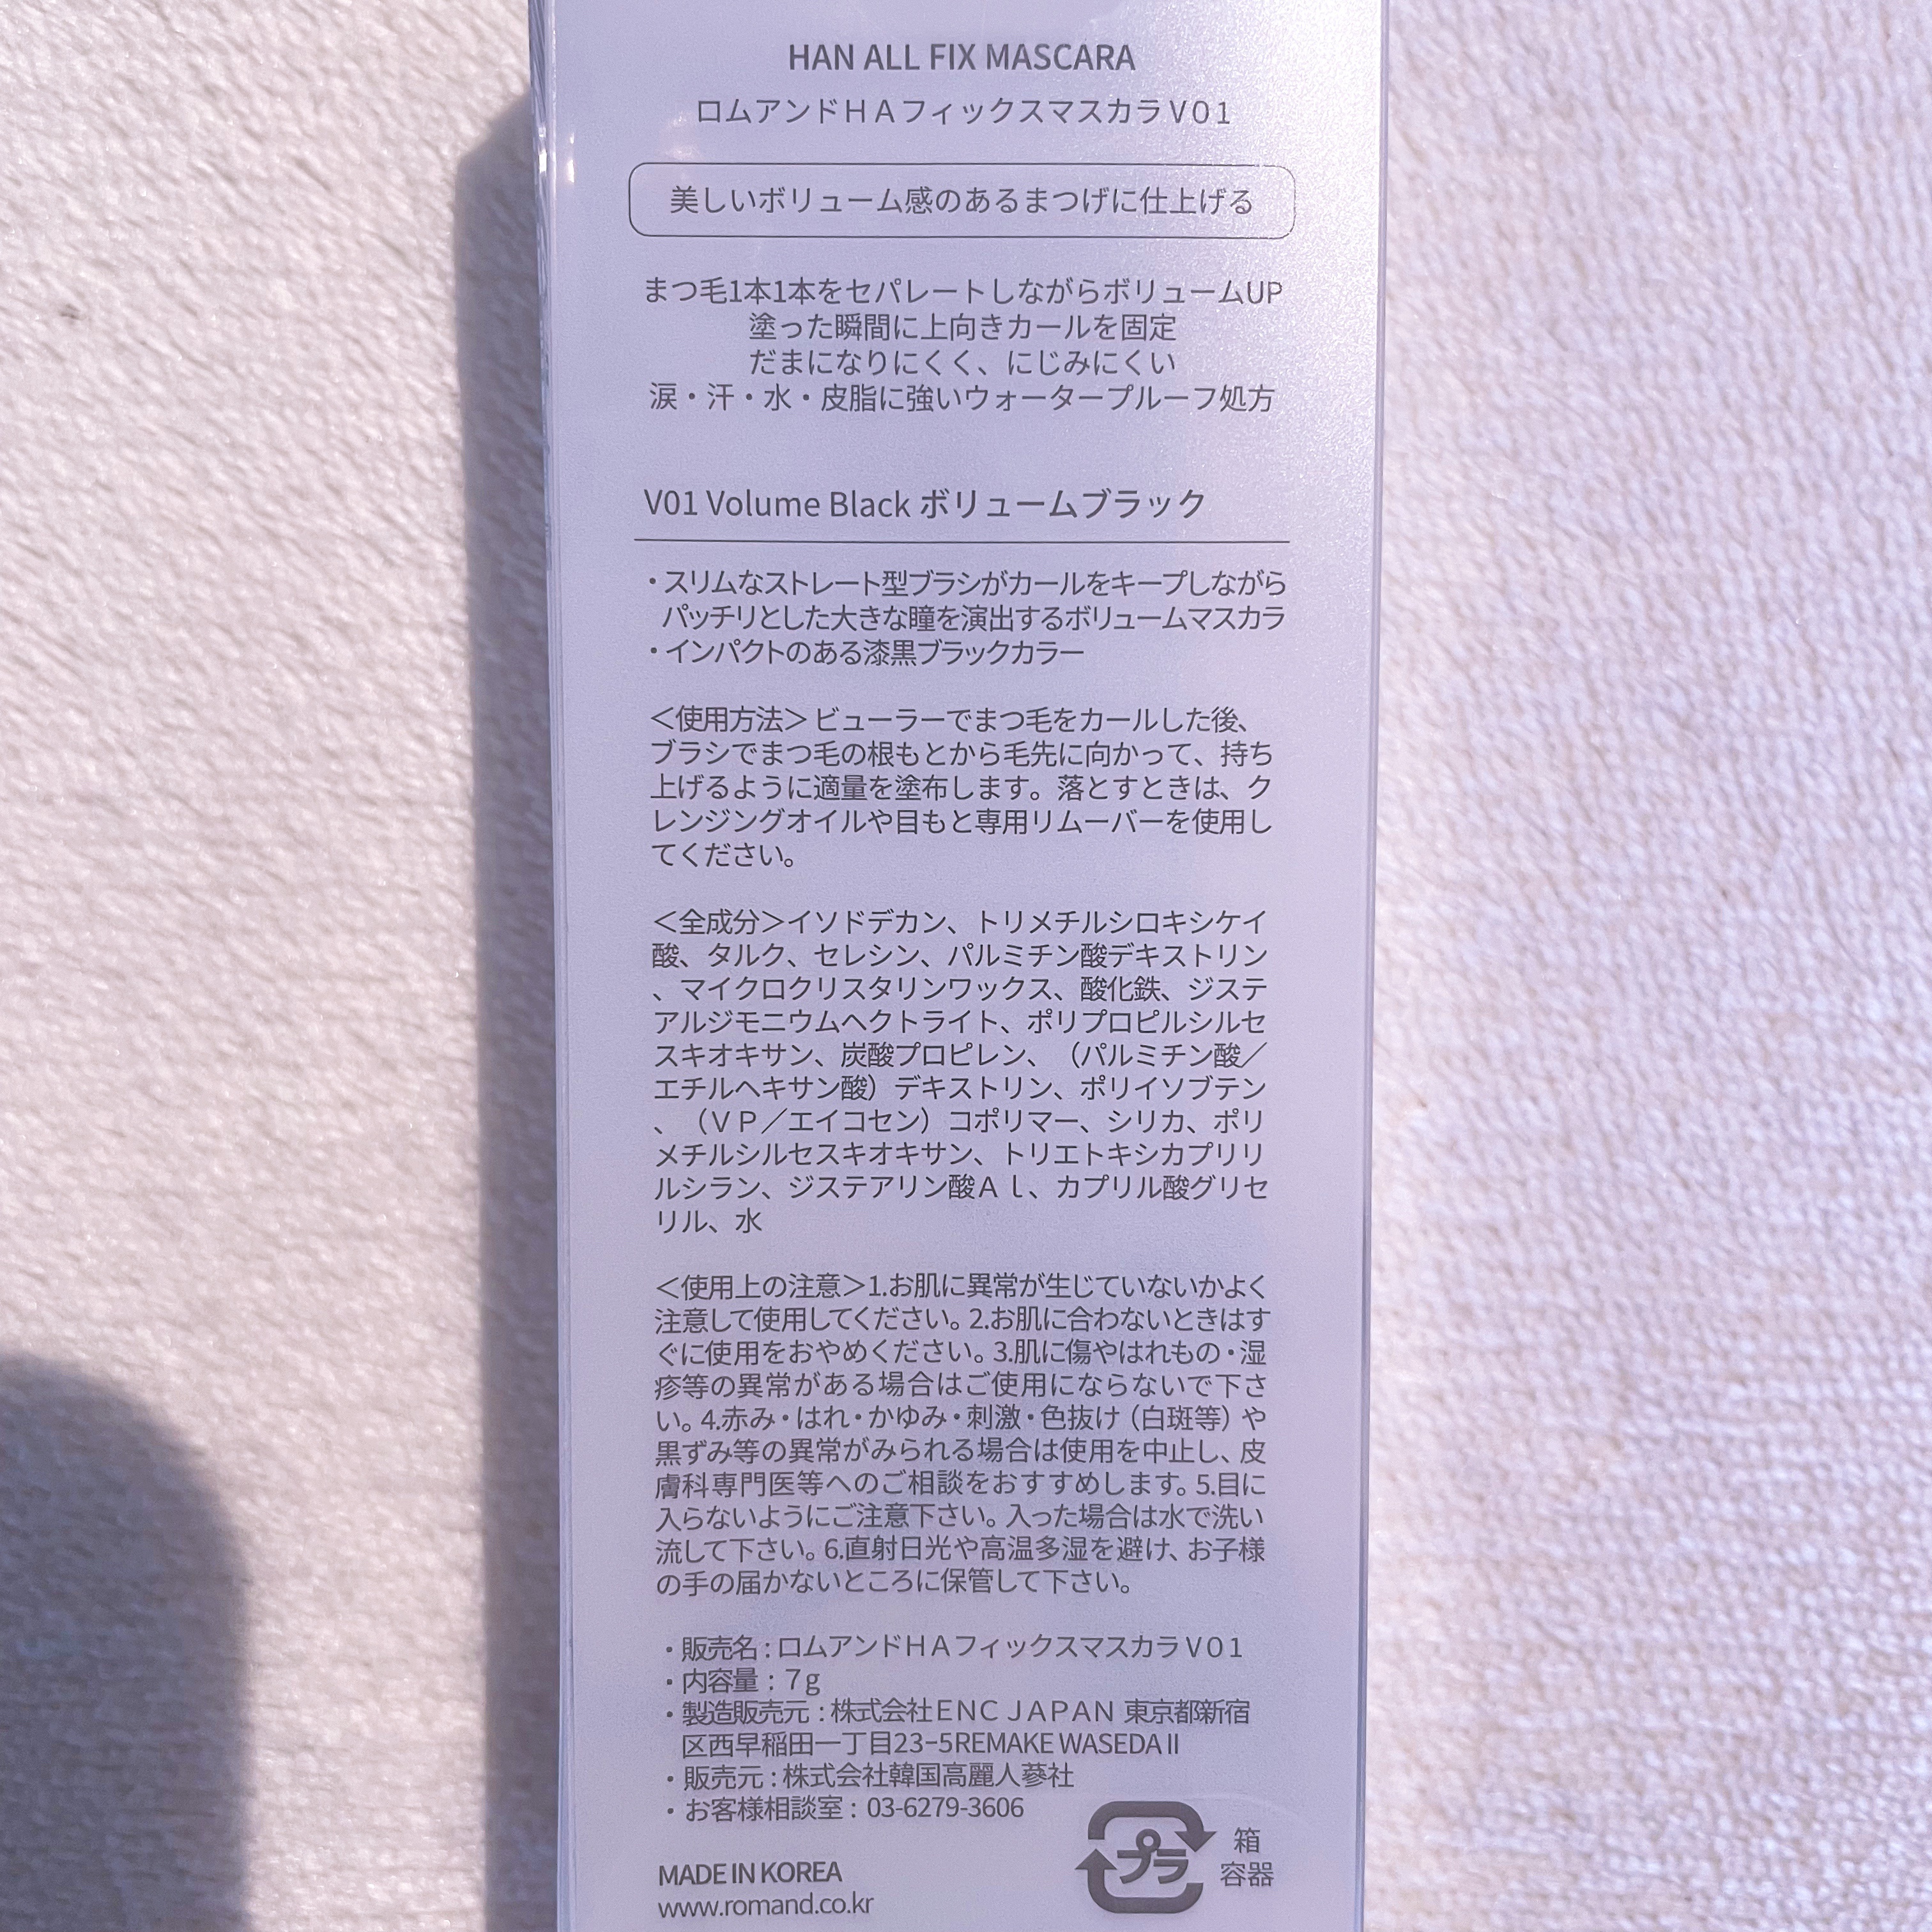 HAN ALL FIX MASCARA
ロムアンドＨＡフィックスマスカラＶ０１
美しいボリューム感のあるまつげに仕上げる
まつ毛1本1本をセパレートしながらボリュームUP
塗った瞬間に上向きカールを固定
だまになりにくく、にじみにくい
涙・汗・水・皮脂に強いウォータープルーフ処方
V01 Volume Black ボリュームブラック
・スリムなストレート型ブラシがカールをキープしながら
パッチリとした大きな瞳を演出するボリュームマスカラ
・インパクトのある漆黒ブラックカラー
＜使用方法＞ ビューラーでまつ毛をカールした後、
ブラシでまつ毛の根もとから毛先に向かって、持ち
上げるように適量を塗布します。落とすときは、ク
レンジングオイルや目もと専用リムーバーを使用し
てください。
＜全成分＞イソドデカン、トリメチルシロキシケイ
酸、タルク、セレシン、パルミチン酸デキストリン
、マイクロクリスタリンワックス、酸化鉄、ジステ
アルジモニウムヘクトライト、ポリプロピルシルセ
スキオキサン、炭酸プロピレン、（パルミチン酸／
エチルヘキサン酸）デキストリン、ポリイソブテン
、（ＶＰ／エイコセン）コポリマー、シリカ、ポリ
メチルシルセスキオキサン、トリエトキシカプリリ
ルシラン、ジステアリン酸Ａｌ、カプリル酸グリセ
リル、水
＜使用上の注意＞1.お肌に異常が生じていないかよく
注意して使用してください。2.お肌に合わないときはす
ぐに使用をおやめください。3.肌に傷やはれもの・湿
疹等の異常がある場合はご使用にならないで下さ
い。4.赤み・はれ・かゆみ・刺激・色抜け（白斑等）や
黒ずみ等の異常がみられる場合は使用を中止し、皮
膚科専門医等へのご相談をおすすめします。5.目に
入らないようにご注意下さい。入った場合は水で洗い
流して下さい。6.直射日光や高温多湿を避け、お子様
の手の届かないところに保管して下さい。
・販売名：ロムアンドＨＡフィックスマスカラＶ０１
・内容量：７g
・製造販売元：株式会社ＥＮＣ ＪＡＰＡＮ 東京都新宿
区西早稲田一丁目23-5REMAKE WASEDAⅡ
・販売元：株式会社韓国高麗人蔘社
・お客様相談室：03-6279-3606
MADE IN KOREA
www.romand.co.kr
プラ
箱
容器